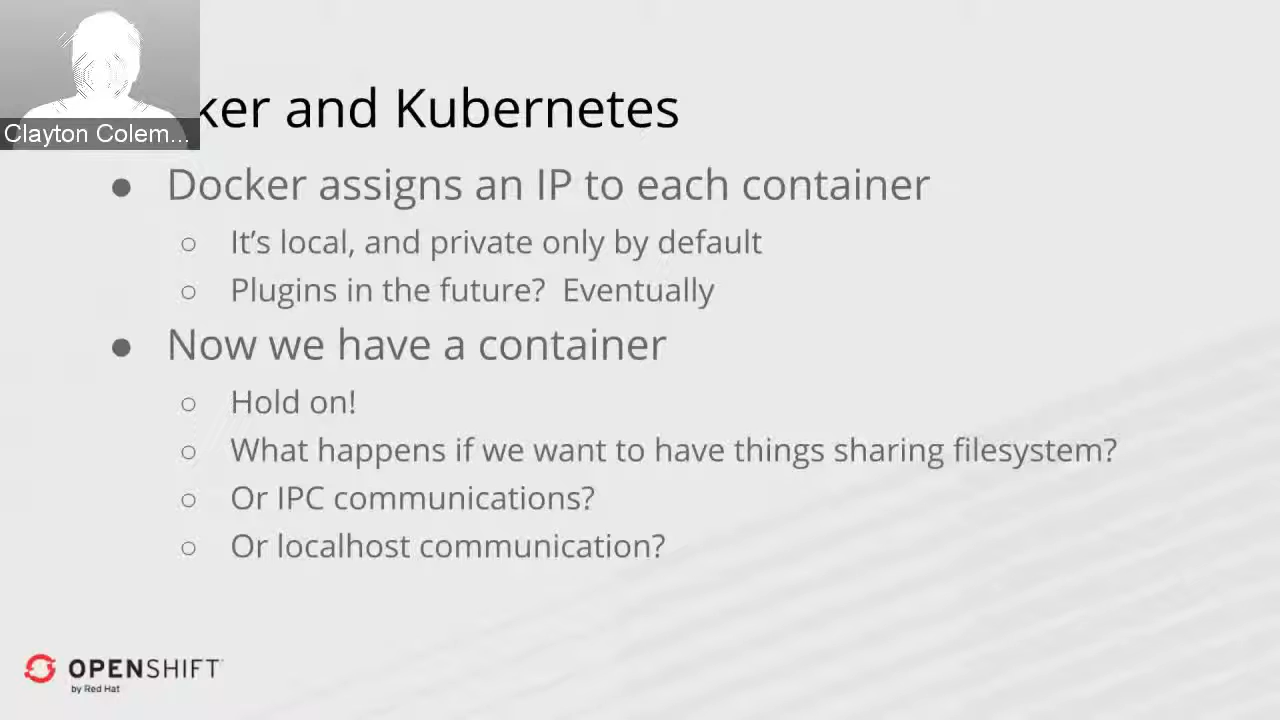 Clayton Colem...
ker and Kubernetes
● Docker assigns an IP to each container
○ It's local, and private only by default
○ Plugins in the future?  Eventually
● Now we have a container
○ Hold on!
○ What happens if we want to have things sharing filesystem?
○ Or IPC communications?
○ Or localhost communication?
OPENSHIFT
by Red Hat